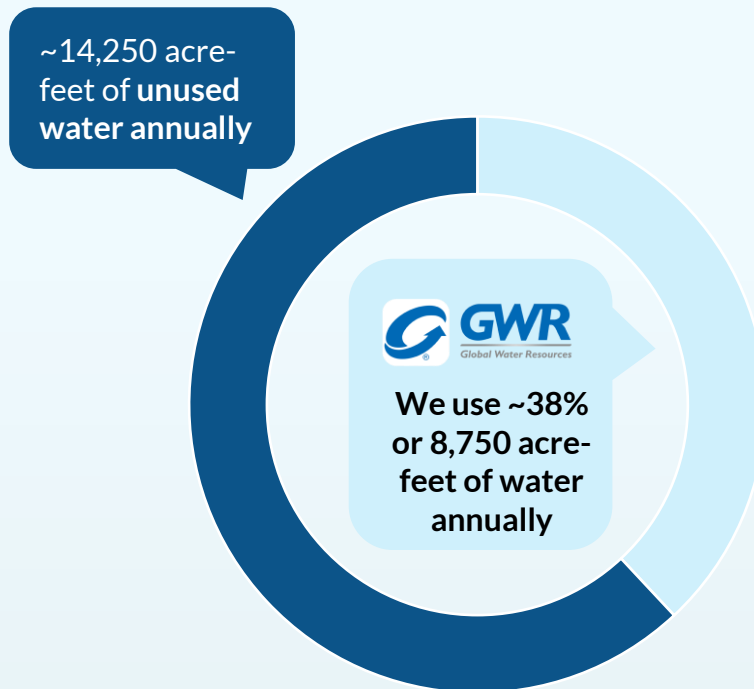 ~14,250 acre-
feet of unused
water annually
GWR
®
Global Water Resources
We use ~38%
or 8,750 acre-
feet of water
annually